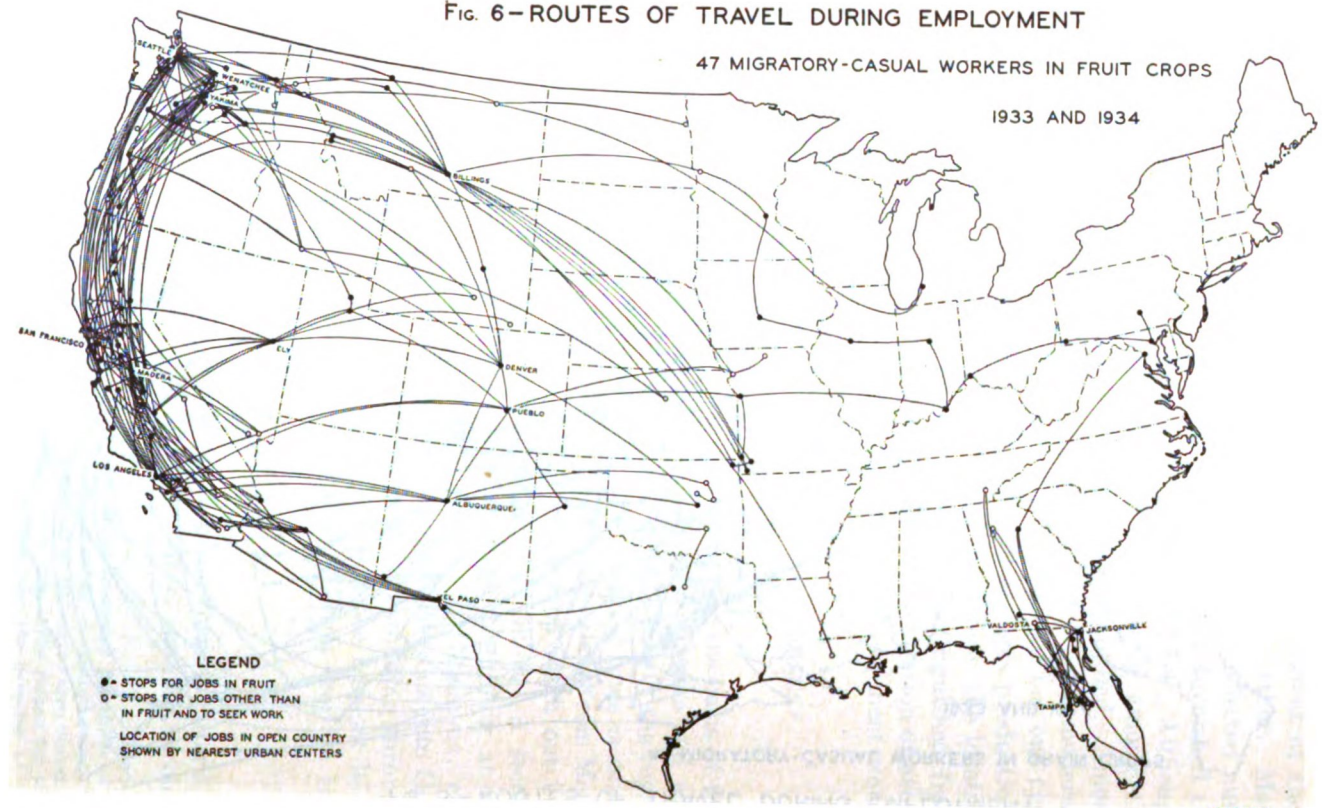 FIG. 6-ROUTES OF TRAVEL DURING EMPLOYMENT
47 MIGRATORY-CASUAL WORKERS IN FRUIT CROPS
1933 AND 1934
SEATTLE
WENATCHEE
YAKIMA
BILLINGS
SAN FRANCISCO
ELY
MADERA
DENVER
PUEBLO
LOS ANGELES
ALBUQUERQUE
EL PASO
VALDOSTA
JACKSONVILLE
TAMPA
LEGEND
STOPS FOR JOBS IN FRUIT
STOPS FOR JOBS OTHER THAN
IN FRUIT AND TO SEEK WORK
LOCATION OF JOBS IN OPEN COUNTRY
SHOWN BY NEAREST URBAN CENTERS